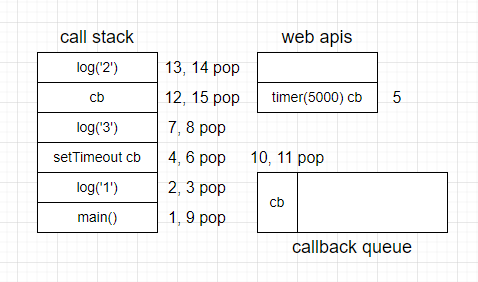 call stack
log('2') 13, 14 pop
cb 12, 15 pop
log('3') 7, 8 pop
setTimeout cb 4, 6 pop
log('1') 2, 3 pop
main() 1, 9 pop
web apis
timer(5000) cb 5
10, 11 pop
cb
callback queue